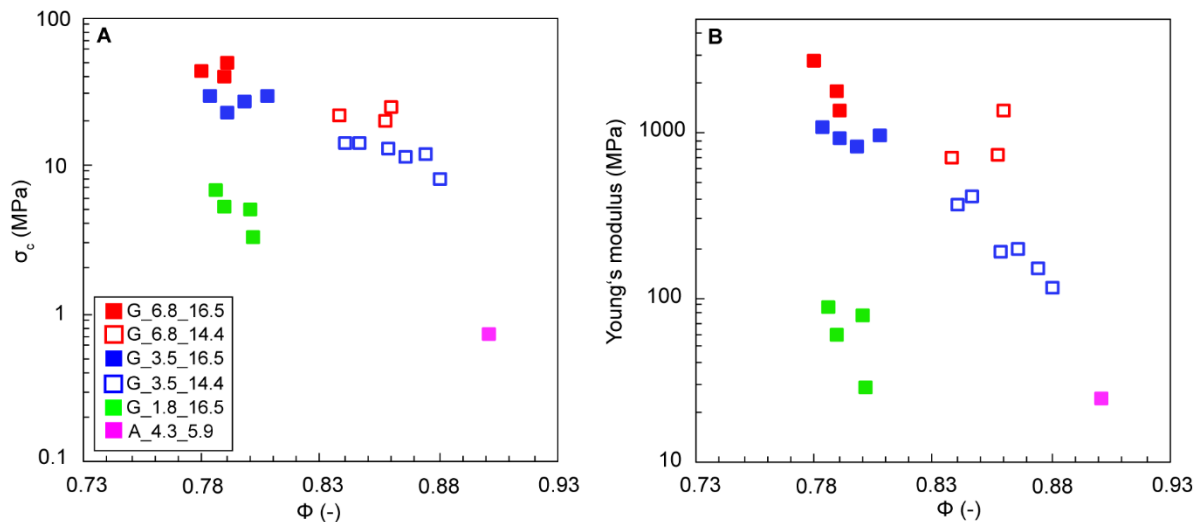 A
100
10
1
0.1
σc (MPa)
G_6.8_16.5
G_6.8_14.4
G_3.5_16.5
G_3.5_14.4
G_1.8_16.5
A_4.3_5.9
0.73 0.78 0.83 0.88 0.93
Φ (-)
B
1000
100
10
Young‘s modulus (MPa)
0.73 0.78 0.83 0.88 0.93
Φ (-)